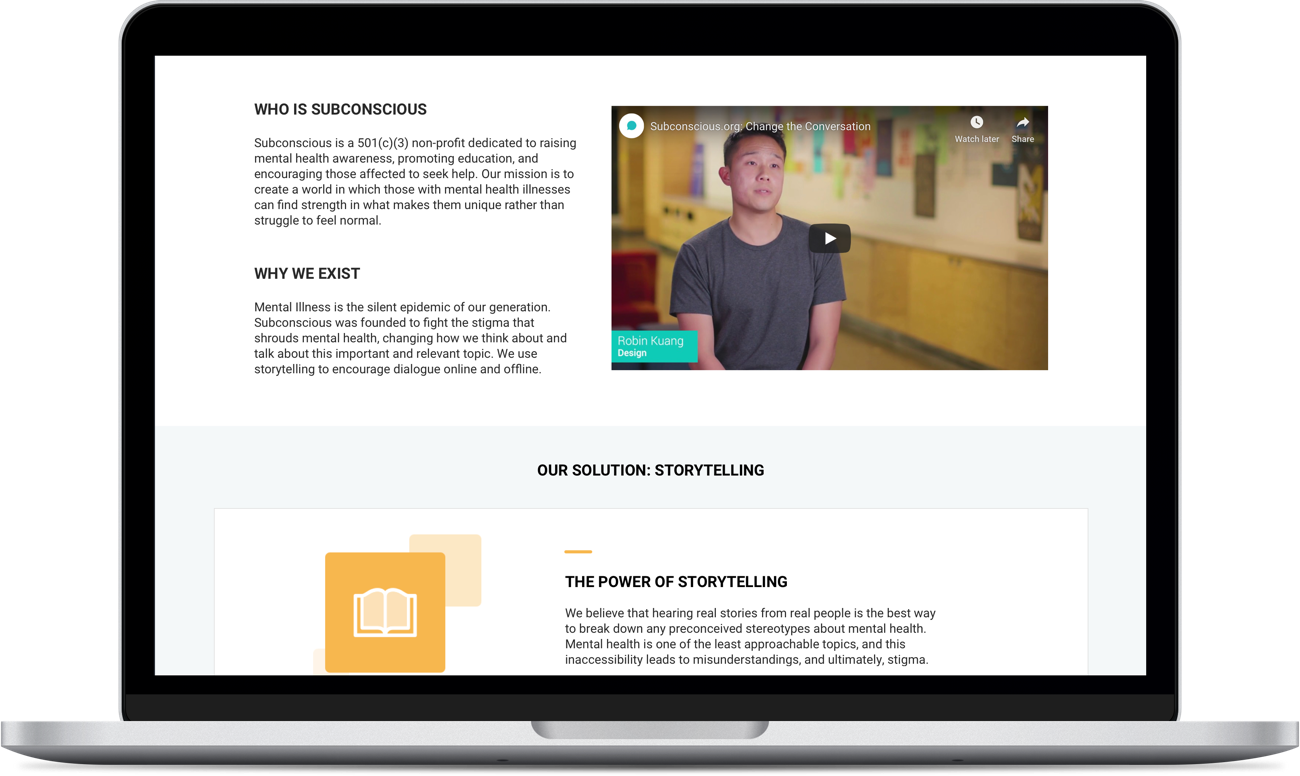 WHO IS SUBCONSCIOUS
Subconscious is a 501(c)(3) non-profit dedicated to raising
mental health awareness, promoting education, and
encouraging those affected to seek help. Our mission is to
create a world in which those with mental health illnesses
can find strength in what makes them unique rather than
struggle to feel normal.
WHY WE EXIST
Mental Illness is the silent epidemic of our generation.
Subconscious was founded to fight the stigma that
shrouds mental health, changing how we think about and
talk about this important and relevant topic. We use
storytelling to encourage dialogue online and offline.
Subconscious.org: Change the Conversation
Watch later
Share
Robin Kuang
Design
OUR SOLUTION: STORYTELLING
THE POWER OF STORYTELLING
We believe that hearing real stories from real people is the best way
to break down any preconceived stereotypes about mental health.
Mental health is one of the least approachable topics, and this
inaccessibility leads to misunderstandings, and ultimately, stigma.